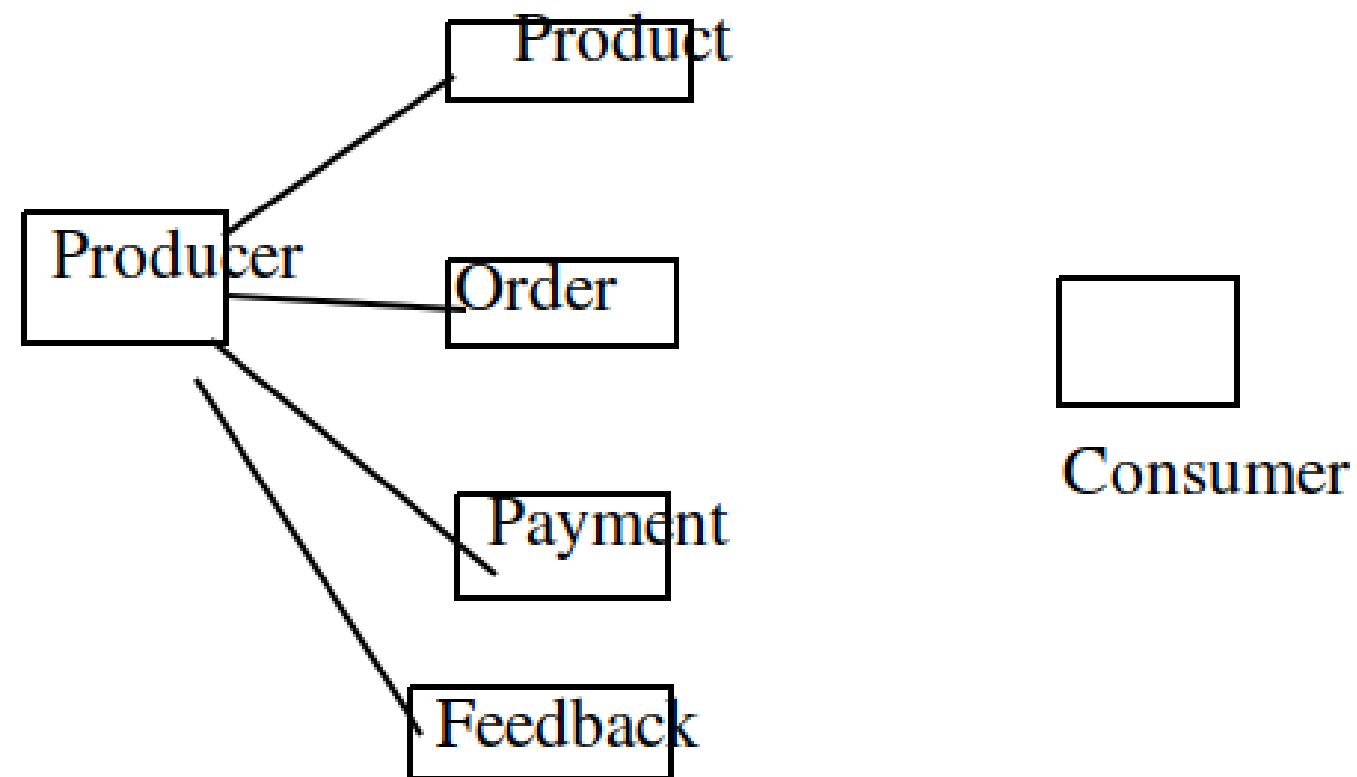 Product
Producer
Order
Consumer
Payment
Feedback